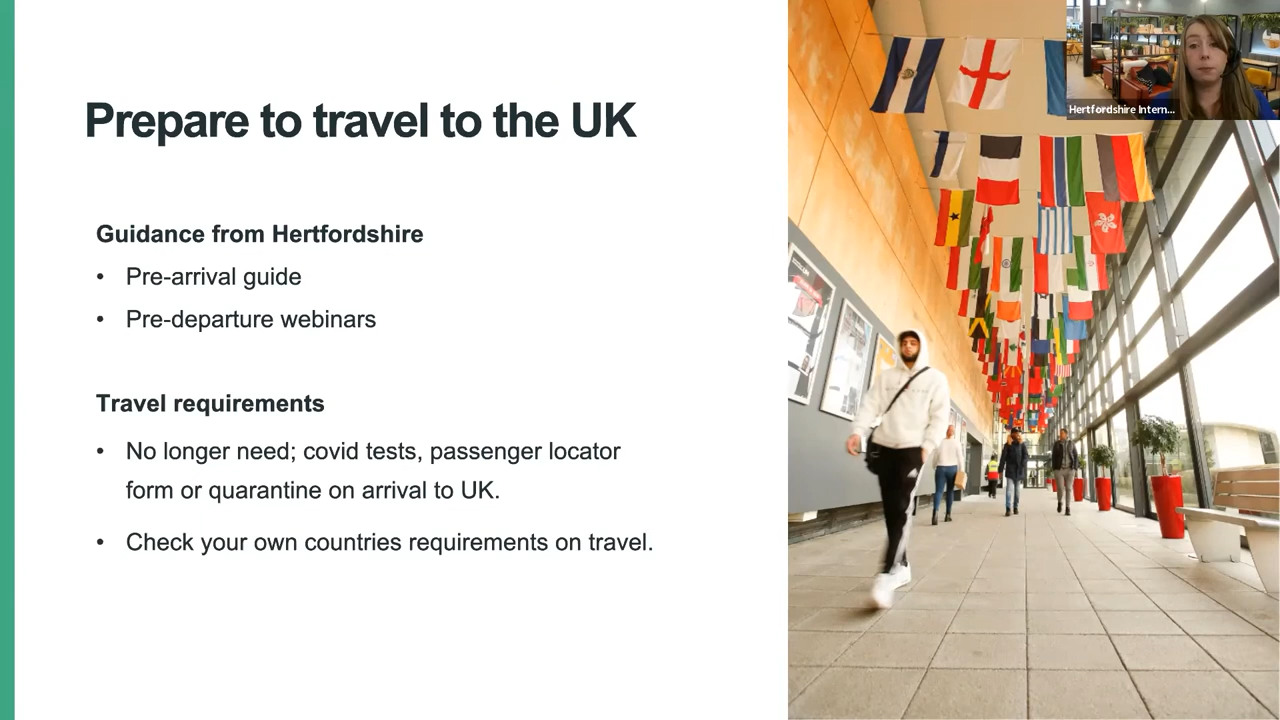 Prepare to travel to the UK
Guidance from Hertfordshire
• Pre-arrival guide
• Pre-departure webinars
Travel requirements
• No longer need; covid tests, passenger locator
form or quarantine on arrival to UK.
• Check your own countries requirements on travel.
Hertfordshire Intern...